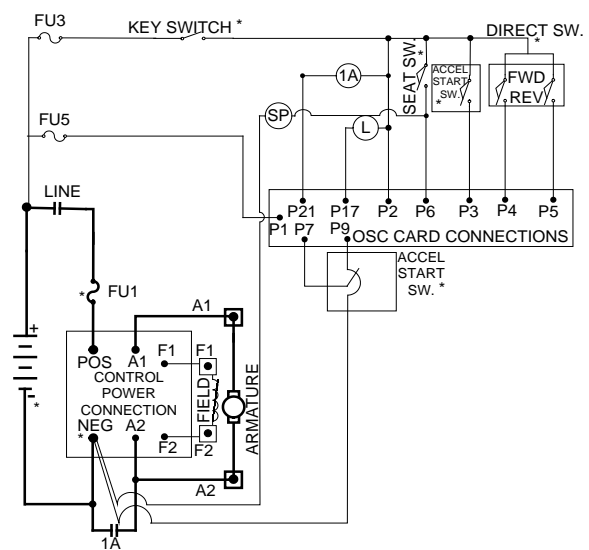 FU3
KEY SWITCH *
DIRECT SW.
*
1A
SEAT SW.
*
ACCEL
START
SW.
*
FWD
REV
SP
L
FU5
LINE
P21 P17 P2 P6 P3 P4 P5
P1 P7 P9 OSC CARD CONNECTIONS
ACCEL
START
SW. *
* FU1
A1
POS A1 F1 F1
CONTROL
POWER
CONNECTION
NEG A2
*
F2 F2
FIELD
ARMATURE
+
- *
A2
1A